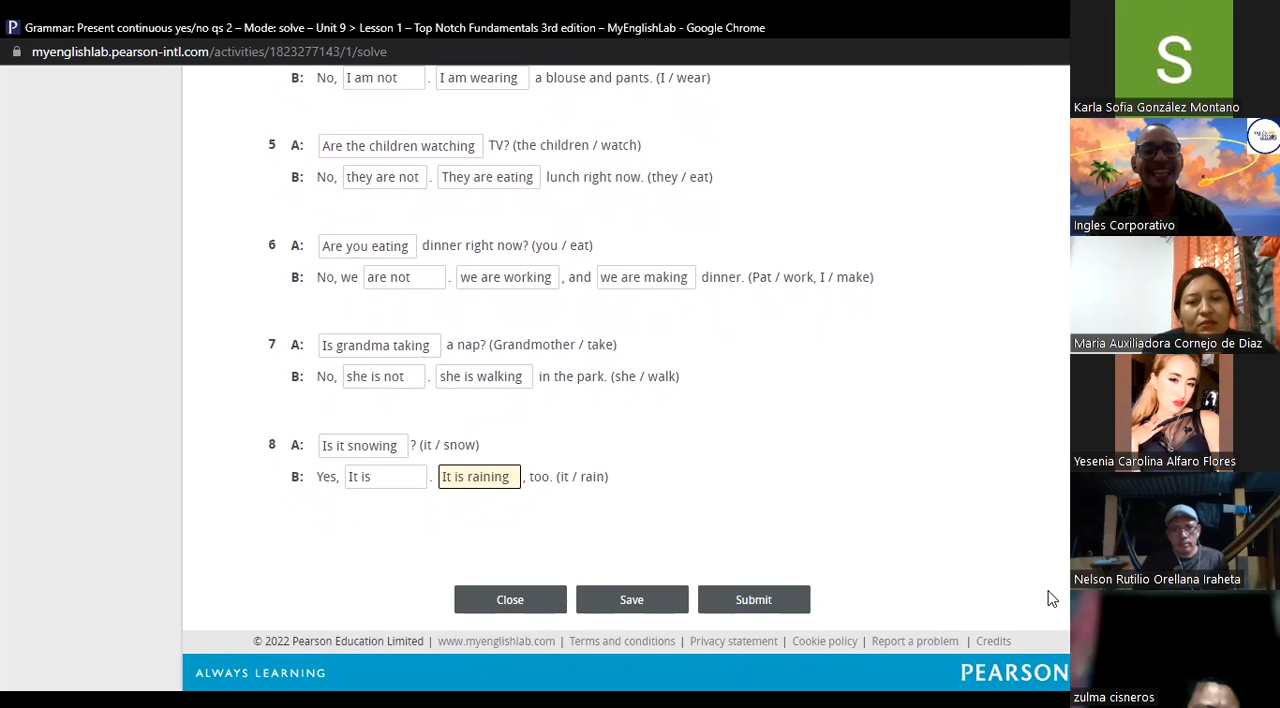 Grammar: Present continuous yes/no qs 2 – Mode: solve – Unit 9 > Lesson 1 – Top Notch Fundamentals 3rd edition – MyEnglishLab - Google Chrome
myenglishlab.pearson-intl.com/activities/1823277143/1/solve
B: No, I am not . I am wearing a blouse and pants. (I / wear)
5 A: Are the children watching TV? (the children / watch)
B: No, they are not . They are eating lunch right now. (they / eat)
6 A: Are you eating dinner right now? (you / eat)
B: No, we are not . we are working , and we are making dinner. (Pat / work, I / make)
7 A: Is grandma taking a nap? (Grandmother / take)
B: No, she is not . she is walking in the park. (she / walk)
8 A: Is it snowing ? (it / snow)
B: Yes, It is . It is raining , too. (it / rain)
Close Save Submit
© 2022 Pearson Education Limited | www.myenglishlab.com | Terms and conditions | Privacy statement | Cookie policy | Report a problem | Credits
ALWAYS LEARNING PEARSON
S
Karla Sofia González Montano
Ingles Corporativo
Maria Auxiliadora Cornejo de Diaz
Yesenia Carolina Alfaro Flores
Nelson Rutilio Orellana Iraheta
zulma cisneros